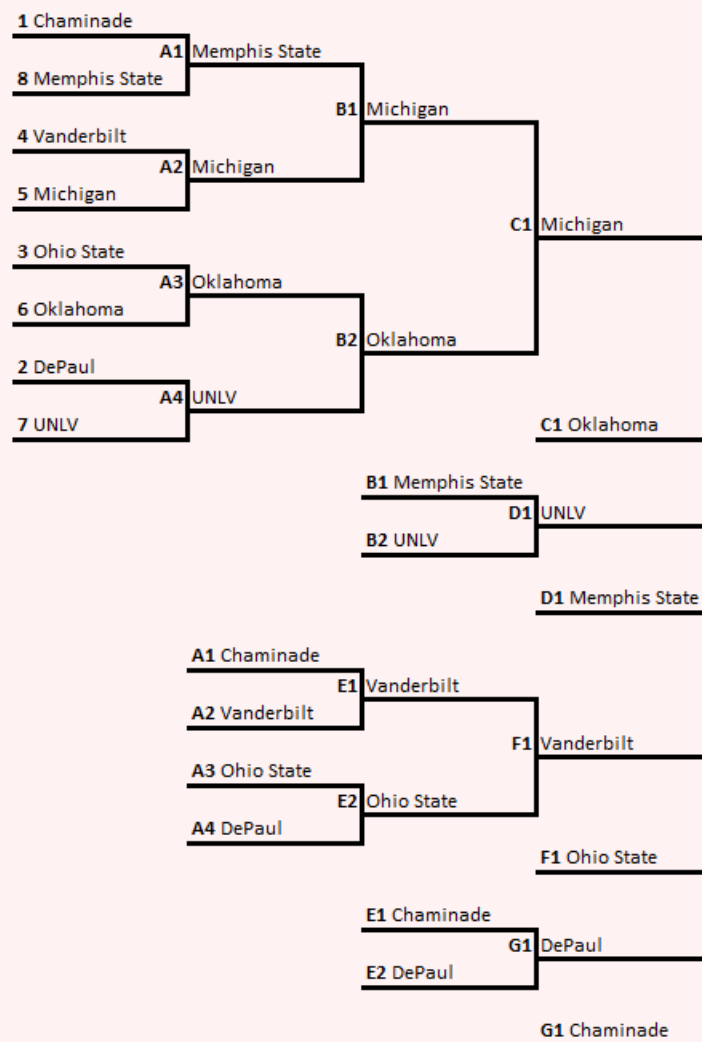 1 Chaminade
A1 Memphis State
8 Memphis State
B1 Michigan
4 Vanderbilt
A2 Michigan
5 Michigan
C1 Michigan
3 Ohio State
A3 Oklahoma
6 Oklahoma
B2 Oklahoma
2 DePaul
A4 UNLV
7 UNLV
C1 Oklahoma
B1 Memphis State
D1 UNLV
B2 UNLV
D1 Memphis State
A1 Chaminade
E1 Vanderbilt
A2 Vanderbilt
F1 Vanderbilt
A3 Ohio State
E2 Ohio State
A4 DePaul
F1 Ohio State
E1 Chaminade
G1 DePaul
E2 DePaul
G1 Chaminade